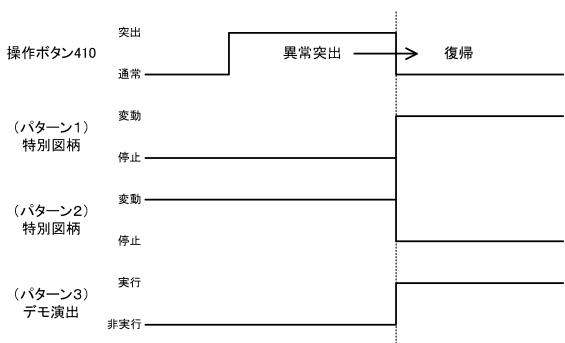 突出
操作ボタン410
異常突出
復帰
通常
変動
（パターン１）
特別図柄
停止
変動
（パターン２）
特別図柄
停止
実行
（パターン３）
デモ演出
非実行